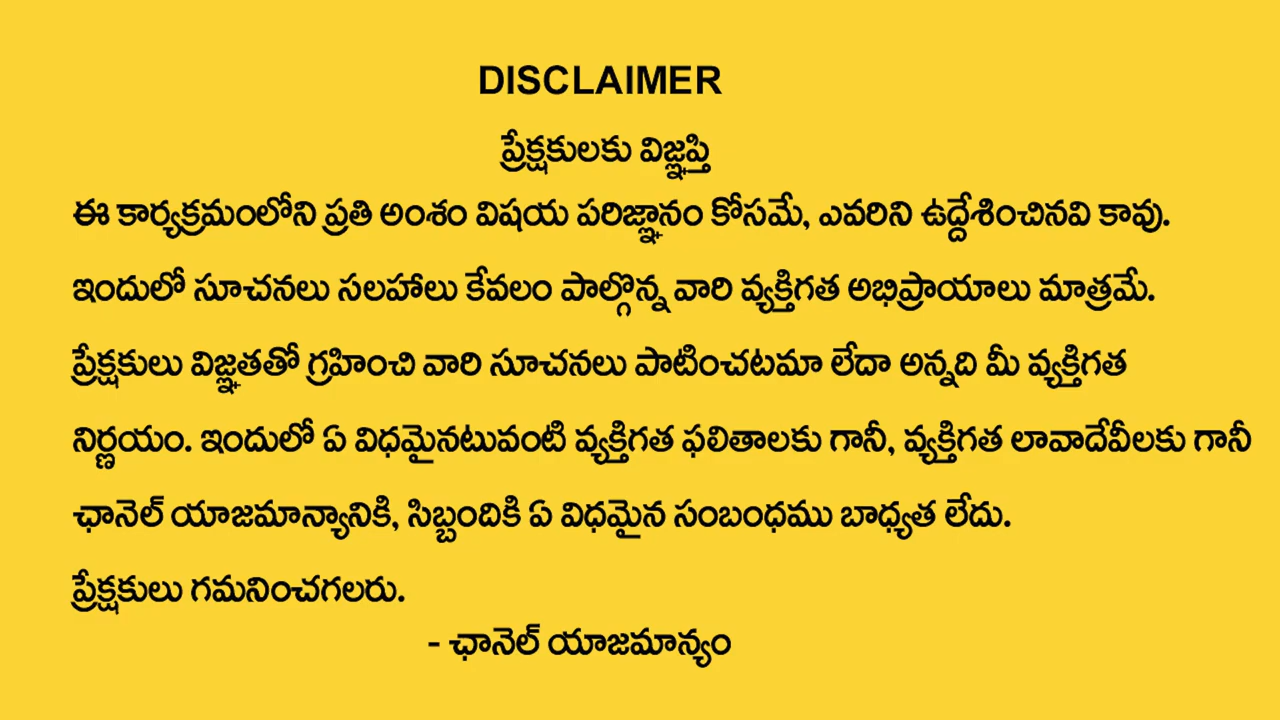 DISCLAIMER
ప్రేక్షకులకు విజ్ఞప్తి
ఈ కార్యక్రమంలోని ప్రతి అంశం విషయ పరిజ్ఞానం కోసమే, ఎవరిని ఉద్దేశించినవి కావు.
ఇందులో సూచనలు సలహాలు కేవలం పాల్గొన్న వారి వ్యక్తిగత అభిప్రాయాలు మాత్రమే.
ప్రేక్షకులు విజ్ఞతతో గ్రహించి వారి సూచనలు పాటించటమా లేదా అన్నది మీ వ్యక్తిగత
నిర్ణయం. ఇందులో ఏ విధమైనటువంటి వ్యక్తిగత ఫలితాలకు గానీ, వ్యక్తిగత లావాదేవీలకు గానీ
ఛానెల్ యాజమాన్యానికి, సిబ్బందికి ఏ విధమైన సంబంధము బాధ్యత లేదు.
ప్రేక్షకులు గమనించగలరు.
- ఛానెల్ యాజమాన్యం